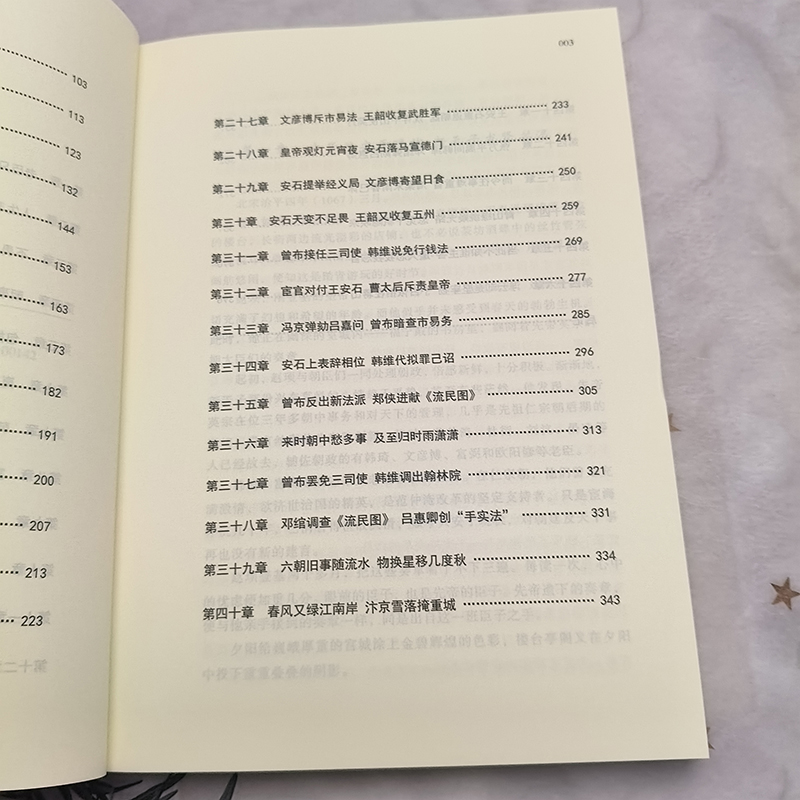 103
113
123
132
144
153
163
173
182
191
200
207
213
223
003
第二十七章 文彦博斥市易法 王韶收复武胜军 233
第二十八章 皇帝观灯元宵夜 安石落马宣德门 241
第二十九章 安石提举经义局 文彦博寄望日食 250
第三十章 安石天变不足畏 王韶又收复五州 259
第三十一章 曾布接任三司使 韩维说免行钱法 269
第三十二章 宦官对付王安石 曹太后斥责皇帝 277
第三十三章 冯京弹劾吕嘉问 曾布暗查市易务 285
第三十四章 安石上表辞相位 韩维代拟罪己诏 296
第三十五章 曾布反出新法派 郑侠进献《流民图》 305
第三十六章 来时朝中愁多事 及至归时雨潇潇 313
第三十七章 曾布罢免三司使 韩维调出翰林院 321
第三十八章 邓绾调查《流民图》 吕惠卿创“手实法” 331
第三十九章 六朝旧事随流水 物换星移几度秋 334
第四十章 春风又绿江南岸 汴京雪落掩重城 343